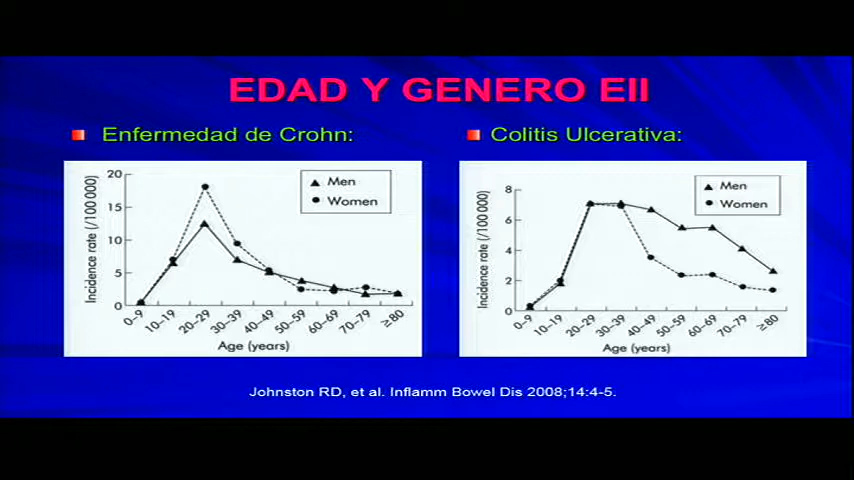 EDAD Y GENERO EII
Enfermedad de Crohn:
Incidence rate (/100 000)
20
15
10
5
0
Men
Women
0–9
10–19
20–29
30–39
40–49
50–59
60–69
70–79
≥80
Age (years)
Colitis Ulcerativa:
Incidence rate (/100 000)
8
6
4
2
0
Men
Women
0–9
10–19
20–29
30–39
40–49
50–59
60–69
70–79
≥80
Age (years)
Johnston RD, et al. Inflamm Bowel Dis 2008;14:4-5.